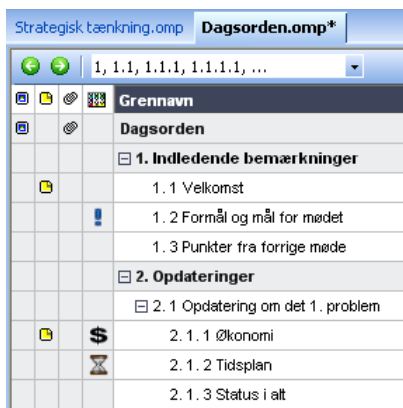 Strategisk tænkning.omp Dagsorden.omp*
1, 1.1, 1.1.1, 1.1.1.1, ...
Grennavn
Dagsorden
1. Indledende bemærkninger
1. 1 Velkomst
1. 2 Formål og mål for mødet
1. 3 Punkter fra forrige møde
2. Opdateringer
2. 1 Opdatering om det 1. problem
$ 2. 1. 1 Økonomi
2. 1. 2 Tidsplan
2. 1. 3 Status i alt